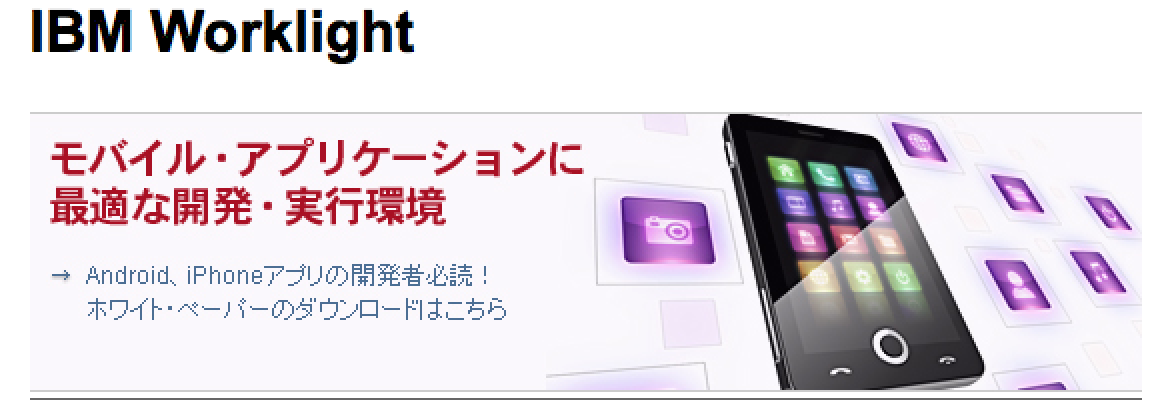 IBM Worklight
モバイル・アプリケーションに
最適な開発・実行環境
→ Android、iPhoneアプリの開発者必読！
ホワイト・ペーパーのダウンロードはこちら